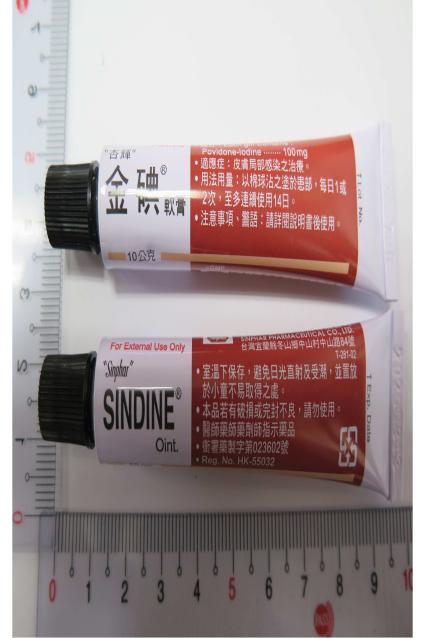 Povidone-Iodine ········ 100mg
• 適應症：皮膚局部感染之治療。
• 用法用量：以棉球沾之塗於患部，每日1或
2次，至多連續使用14日。
• 注意事項、警語：請詳閱說明書後使用。
"杏輝"
金碘®
軟膏
10公克
↑ Lot No.
For External Use Only
"Sinphar"
SINDINE®
Oint.
SINPHAR PHARMACEUTICAL CO., LTD.
台灣宜蘭縣冬山鄉中山村中山路84號
T-291-02
• 室溫下保存，避免日光直射及受潮，並置放
於小童不易取得之處。
• 本品若有破損或完封不良，請勿使用。
醫師藥師藥劑師指示藥品
• 衛署藥製字第023602號
• Reg. No. HK-55032
↑ Exp. Date
0 1 2 3 4 5 6 7 8 9 10